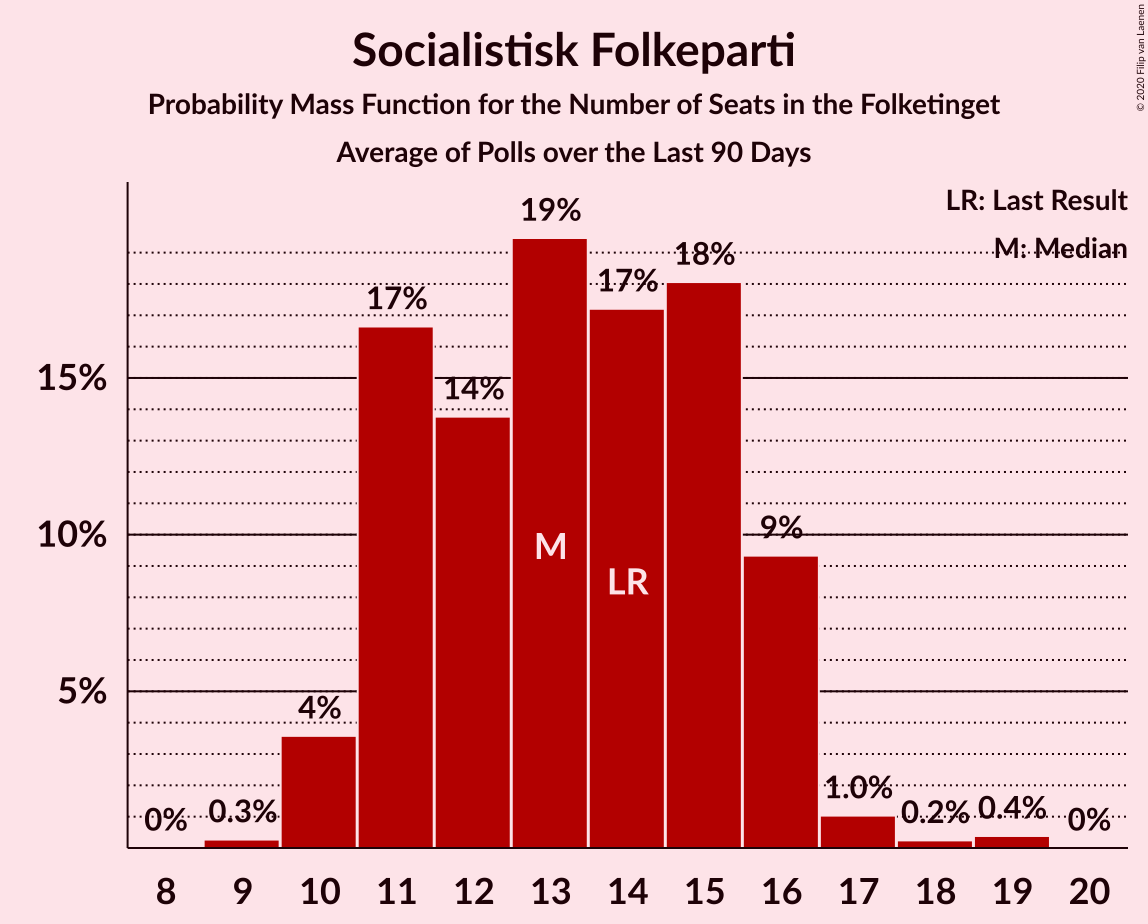 Socialistisk Folkeparti
Probability Mass Function for the Number of Seats in the Folketinget
Average of Polls over the Last 90 Days
© 2020 Filip van Laenen
LR: Last Result
M: Median
19%
18%
17%
17%
14%
15%
9%
10%
M
LR
5%
4%
1.0%
0.4%
0.3%
0.2%
0%
0%
8 9 10 11 12 13 14 15 16 17 18 19 20